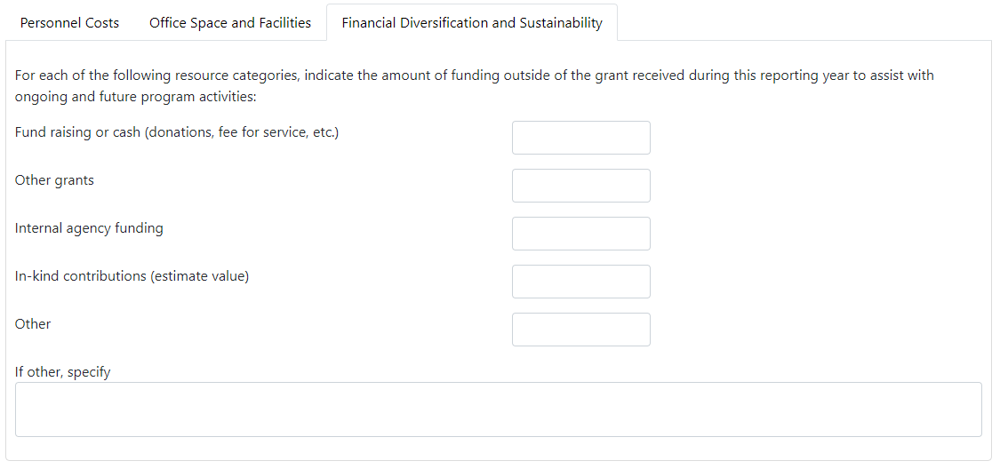 Personnel Costs Office Space and Facilities Financial Diversification and Sustainability
For each of the following resource categories, indicate the amount of funding outside of the grant received during this reporting year to assist with
ongoing and future program activities:
Fund raising or cash (donations, fee for service, etc.)
Other grants
Internal agency funding
In-kind contributions (estimate value)
Other
If other, specify